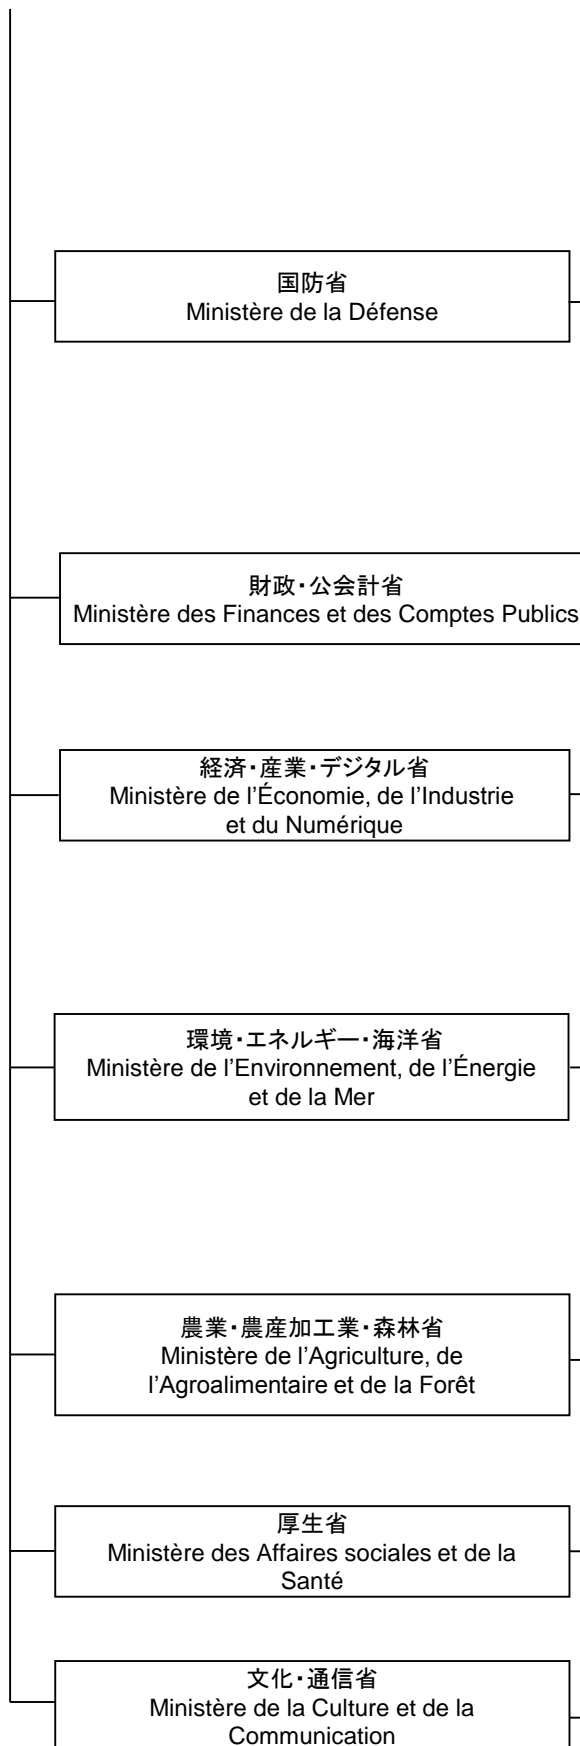 国防省
Ministère de la Défense
財政・公会計省
Ministère des Finances et des Comptes Publics
経済・産業・デジタル省
Ministère de l’Économie, de l’Industrie
et du Numérique
環境・エネルギー・海洋省
Ministère de l’Environnement, de l’Énergie
et de la Mer
農業・農産加工業・森林省
Ministère de l’Agriculture, de
l’Agroalimentaire et de la Forêt
厚生省
Ministère des Affaires sociales et de la
Santé
文化・通信省
Ministère de la Culture et de la
Communication